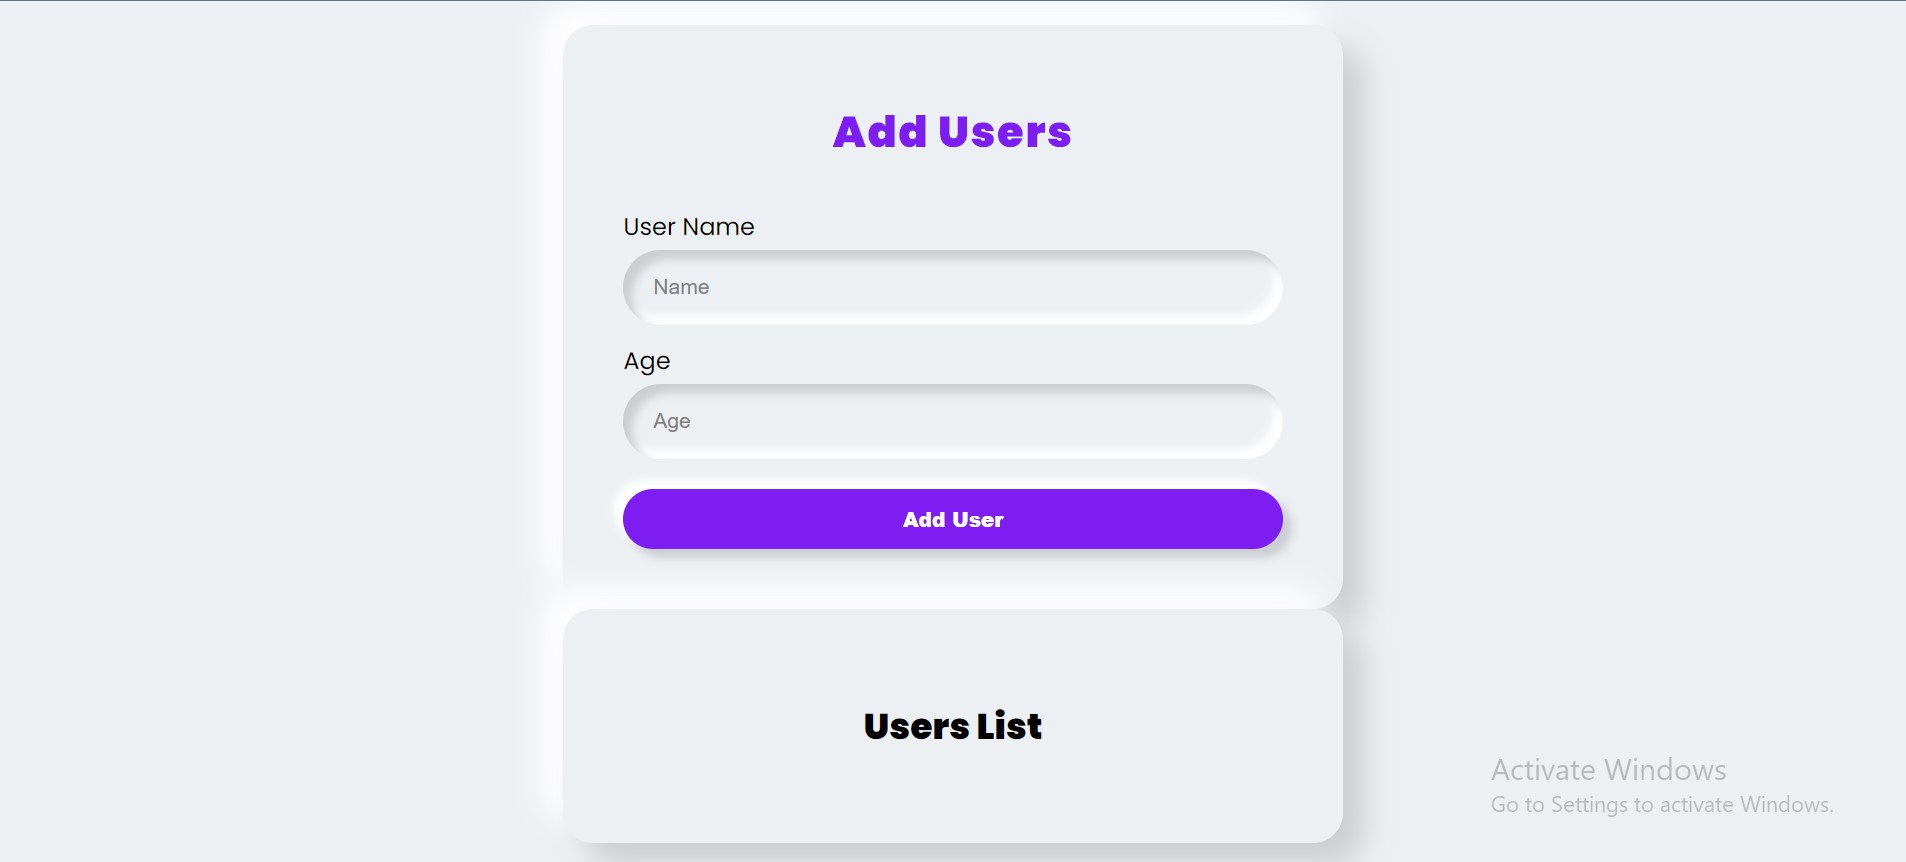 Add Users
User Name
Name
Age
Age
Add User
Users List
Activate Windows
Go to Settings to activate Windows.